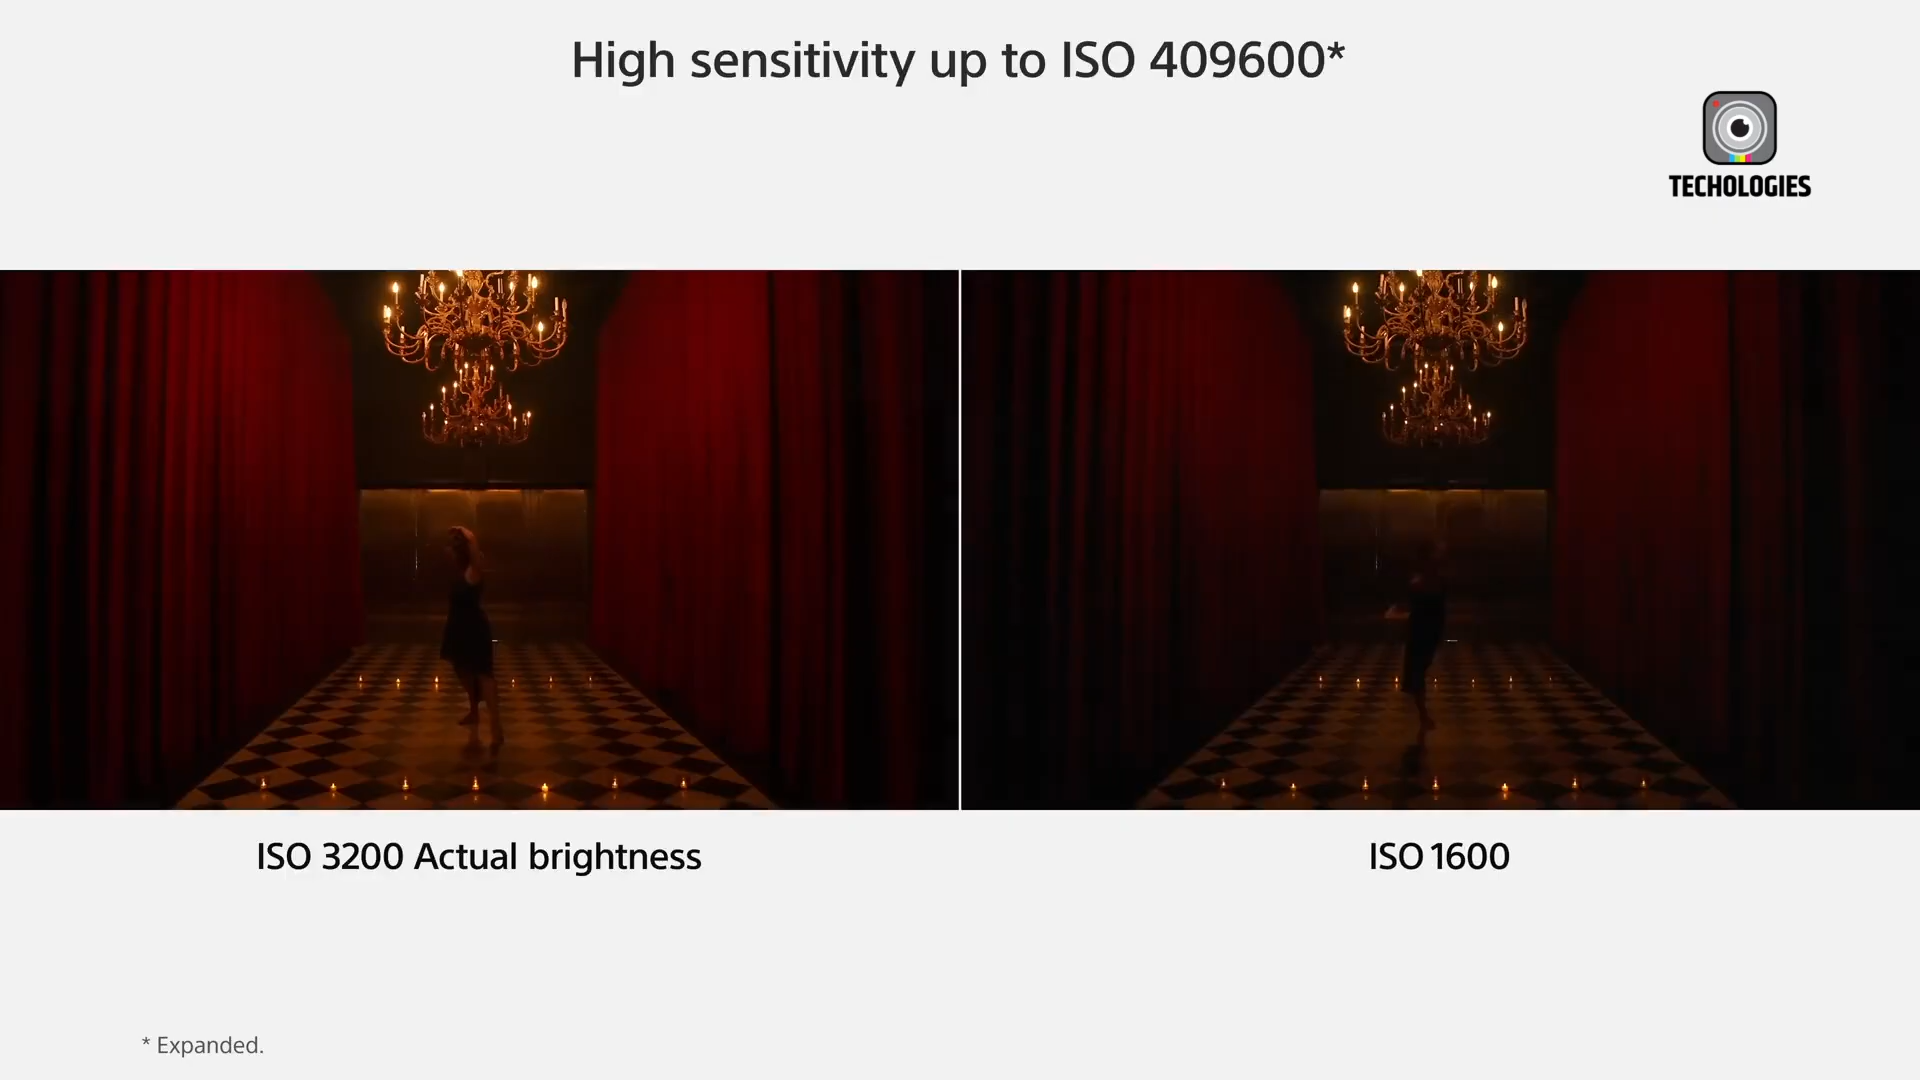 High sensitivity up to ISO 409600*
TECHOLOGIES
ISO 3200 Actual brightness
ISO 1600
* Expanded.